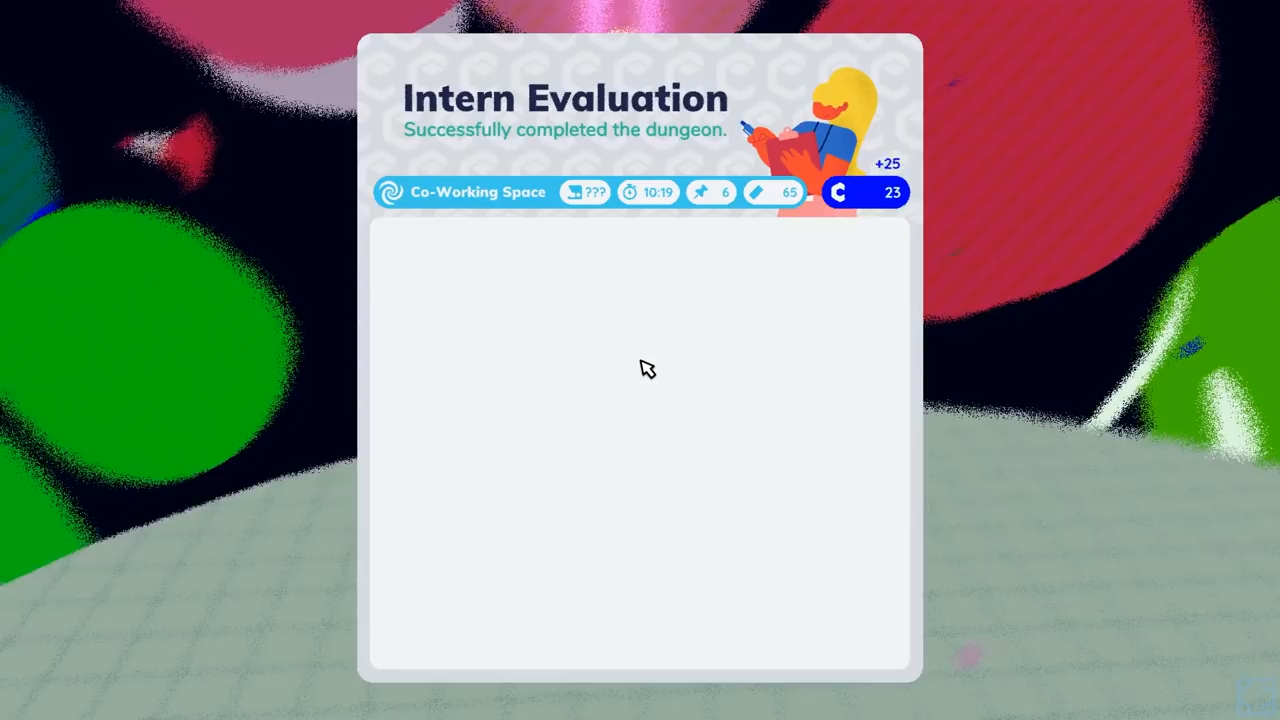 Intern Evaluation
Successfully completed the dungeon.
+25
Co-Working Space ??? 10:19 6 65 23